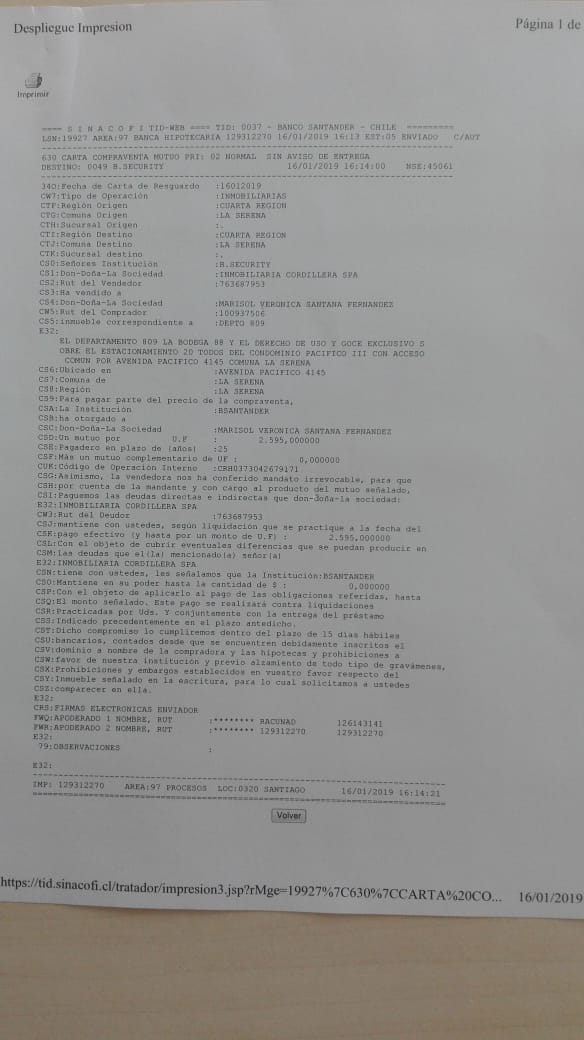 Despliegue Impresion
Página 1 de
Imprimir
==== S I N A C O F I TID-WEB ==== TID: 0037 - BANCO SANTANDER - CHILE =========
LSN:19927 AREA:97 BANCA HIPOTECARIA 129312270 16/01/2019 16:13 EST:05 ENVIADO C/AUT
630 CARTA COMPRAVENTA MUTUO PRI: 02 NORMAL SIN AVISO DE ENTREGA
DESTINO: 0049 B.SECURITY 16/01/2019 16:14:00 NSE:45061
34O:Fecha de Carta de Resguardo :16012019
CW7:Tipo de Operación :INMOBILIARIAS
CTF:Región Origen :CUARTA REGION
CTG:Comuna Origen :LA SERENA
CTH:Sucursal Origen :.
CTI:Región Destino :CUARTA REGION
CTJ:Comuna Destino :LA SERENA
CTK:Sucursal destino :.
CS0:Señores Institución :B.SECURITY
CS1:Don-Doña-La Sociedad :INMOBILIARIA CORDILLERA SPA
CS2:Rut del Vendedor :763687953
CS3:Ha vendido a
CS4:Don-Doña-La Sociedad :MARISOL VERONICA SANTANA FERNANDEZ
CW5:Rut del Comprador :100937506
CS5:inmueble correspondiente a :DEPTO 809
E32:
EL DEPARTAMENTO 809 LA BODEGA 88 Y EL DERECHO DE USO Y GOCE EXCLUSIVO S
OBRE EL ESTACIONAMIENTO 20 TODOS DEL CONDOMINIO PACIFICO III CON ACCESO
COMUN POR AVENIDA PACIFICO 4145 COMUNA LA SERENA
CS6:Ubicado en :AVENIDA PACIFICO 4145
CS7:Comuna de :LA SERENA
CS8:Región :LA SERENA
CS9:Para pagar parte del precio de la compraventa,
CSA:La Institución :BSANTANDER
CSB:ha otorgado a
CSC:Don-Doña-La Sociedad :MARISOL VERONICA SANTANA FERNANDEZ
CSD:Un mutuo por U.F : 2.595,000000
CSE:Pagadero en plazo de (años) :25
CSF:Más un mutuo complementario de UF : 0,000000
CUK:Código de Operación Interno :CRH0373042679171
CSG:Asimismo, la vendedora nos ha conferido mandato irrevocable, para que
CSH:por cuenta de la mandante y con cargo al producto del mutuo señalado,
CSI:Paguemos las deudas directas e indirectas que don-doña-la sociedad:
E32:INMOBILIARIA CORDILLERA SPA
CW3:Rut del Deudor :763687953
CSJ:mantiene con ustedes, según liquidación que se practique a la fecha del
CSK:pago efectivo (y hasta por un monto de U.F) : 2.595,000000
CSL:Con el objeto de cubrir eventuales diferencias que se puedan producir en
CSM:Las deudas que el(la) mencionado(a) señor(a)
E32:INMOBILIARIA CORDILLERA SPA
CSN:tiene con ustedes, les señalamos que la Institución:BSANTANDER
CSO:Mantiene en su poder hasta la cantidad de $ : 0,000000
CSP:Con el objeto de aplicarlo al pago de las obligaciones referidas, hasta
CSQ:El monto señalado. Este pago se realizará contra liquidaciones
CSR:Practicadas por Uds. Y conjuntamente con la entrega del préstamo
CSS:Indicado precedentemente en el plazo antedicho.
CST:Dicho compromiso lo cumpliremos dentro del plazo de 15 días hábiles
CSU:bancarios, contados desde que se encuentren debidamente inscritos el
CSV:dominio a nombre de la compradora y las hipotecas y prohibiciones a
CSW:favor de nuestra institución y previo alzamiento de todo tipo de gravámenes,
CSX:Prohibiciones y embargos establecidos en vuestro favor respecto del
CSY:Inmueble señalado en la escritura, para lo cual solicitamos a ustedes
CSZ:comparecer en ella.
E32:
CRS:FIRMAS ELECTRONICAS ENVIADOR
FWQ:APODERADO 1 NOMBRE, RUT :******** RACUNAD 126143141
FWR:APODERADO 2 NOMBRE, RUT :******** 129312270 129312270
E32:
79:OBSERVACIONES :
E32:
IMP: 129312270 AREA:97 PROCESOS LOC:0320 SANTIAGO 16/01/2019 16:14:21
Volver
https://tid.sinacofi.cl/tratador/impresion3.jsp?rMge=19927%7C630%7CCARTA%20CO... 16/01/2019